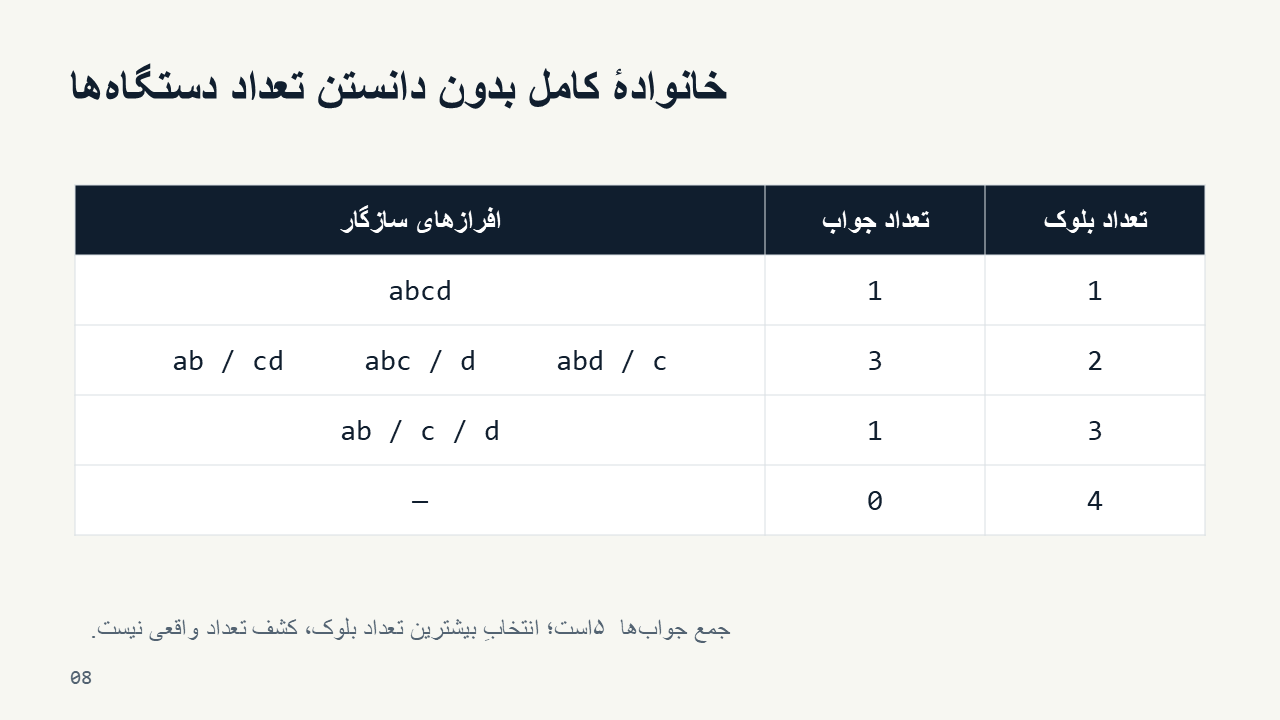 خانوادهٔ کامل بدون دانستن تعداد دستگاه‌ها
تعداد بلوک	تعداد جواب	افرازهای سازگار
1	1	abcd
2	3	ab / cd     abc / d     abd / c
3	1	ab / c / d
4	0	—
جمع جواب‌ها ۵است؛ انتخابِ بیشترین تعداد بلوک، کشف تعداد واقعی نیست.
08